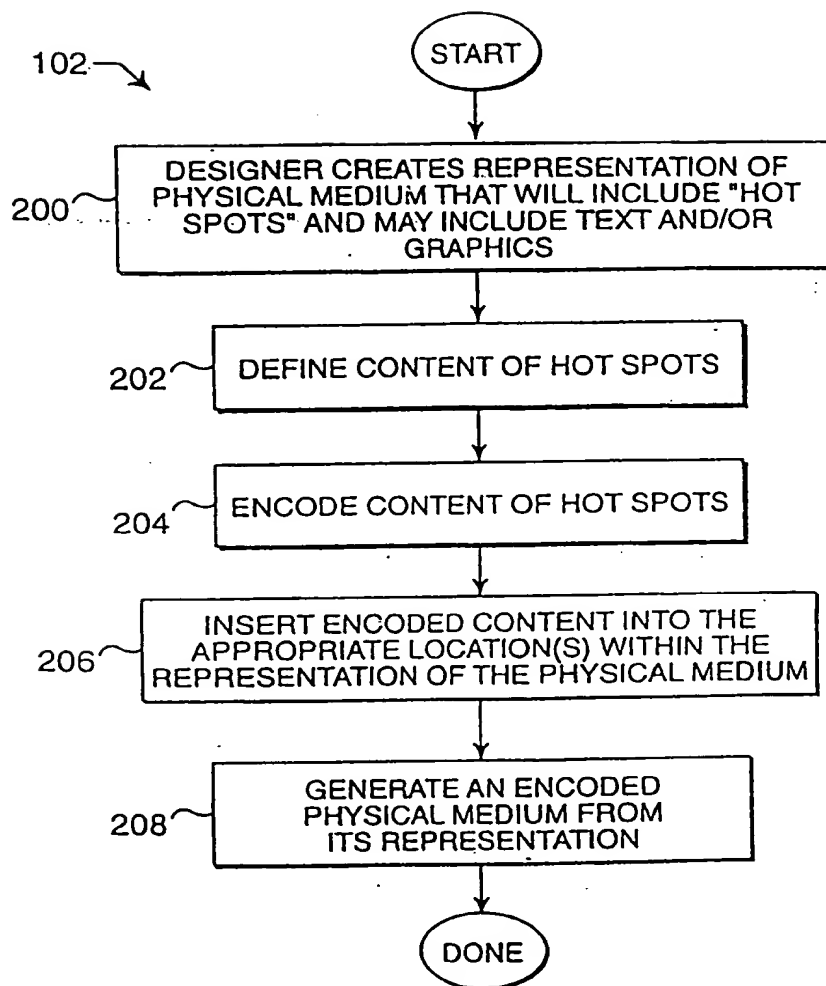 START
102
DESIGNER CREATES REPRESENTATION OF
PHYSICAL MEDIUM THAT WILL INCLUDE "HOT
SPOTS" AND MAY INCLUDE TEXT AND/OR
GRAPHICS
200
DEFINE CONTENT OF HOT SPOTS
202
ENCODE CONTENT OF HOT SPOTS
204
INSERT ENCODED CONTENT INTO THE
APPROPRIATE LOCATION(S) WITHIN THE
REPRESENTATION OF THE PHYSICAL MEDIUM
206
GENERATE AN ENCODED
PHYSICAL MEDIUM FROM
ITS REPRESENTATION
208
DONE